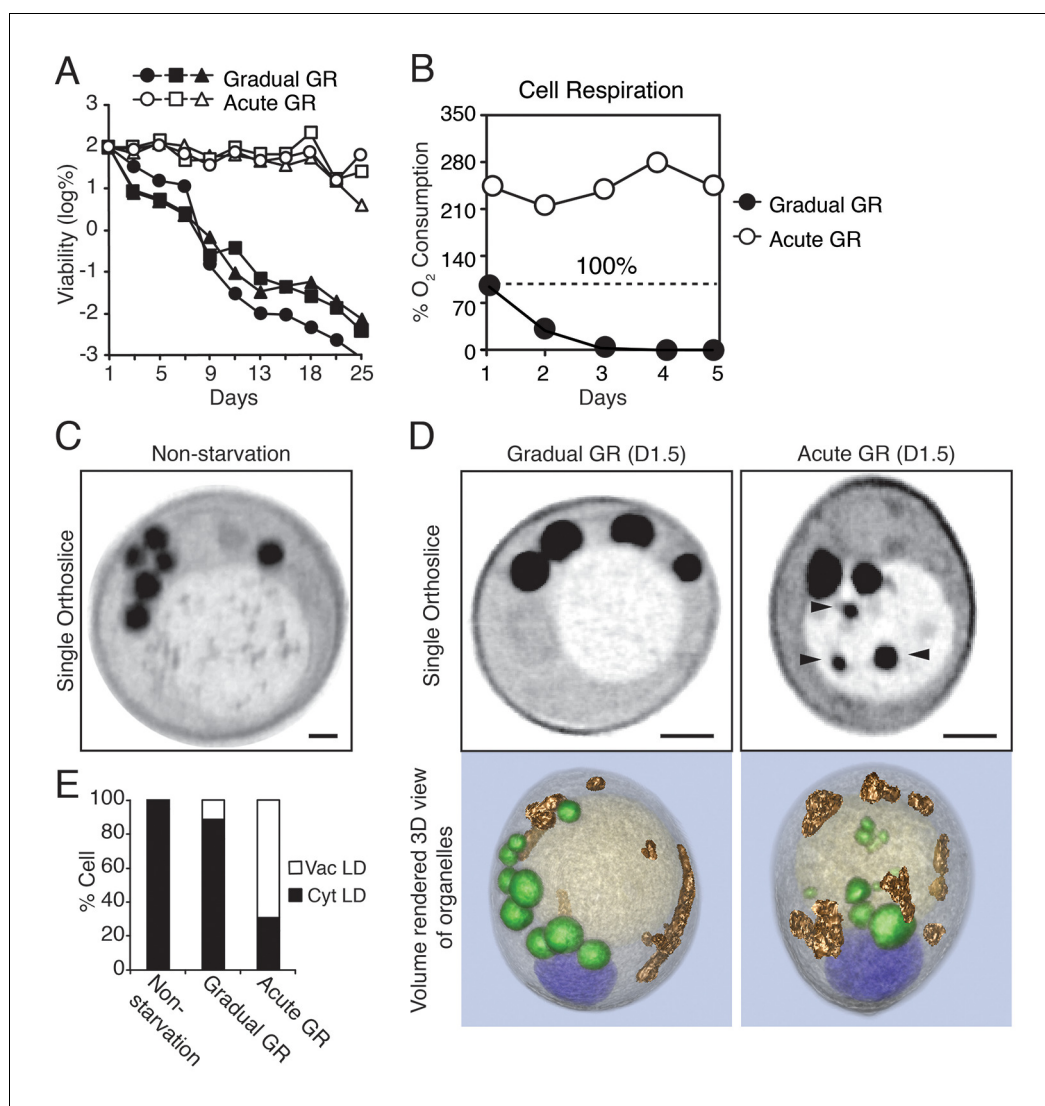 A
Gradual GR
Acute GR
3
2
1
0
-1
-2
-3
Viability (log%)
1 5 9 13 18 25
Days
B
Cell Respiration
350
280
210
140
70
0
% O₂ Consumption
100%
1 2 3 4 5
Days
Gradual GR
Acute GR
C
Non-starvation
Single Orthoslice
D
Gradual GR (D1.5)
Acute GR (D1.5)
Single Orthoslice
Volume rendered 3D view
of organelles
E
100
80
60
40
20
0
% Cell
Vac LD
Cyt LD
Non-
starvation
Gradual GR
Acute GR